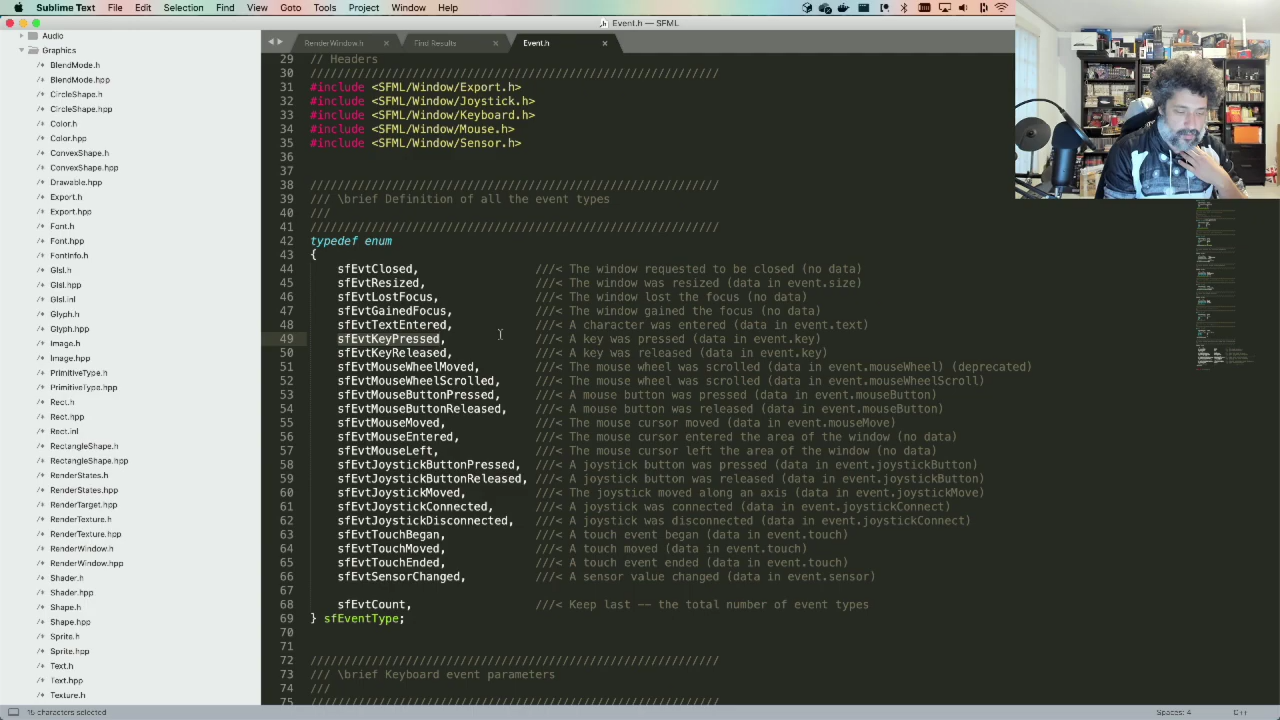 Sublime Text File Edit Selection Find View Goto Tools Project Window Help
Event.h — SFML
RenderWindow.h
Find Results
Event.h
Audio
Graphics
BlendMode.h
BlendMode.hpp
CircleShape.h
CircleShape.hpp
Color.h
Color.hpp
ConvexShape.h
ConvexShape.hpp
Drawable.hpp
Export.h
Export.hpp
Font.h
Font.hpp
FontInfo.h
Glsl.h
Glsl.hpp
Glsl.inl
Glyph.h
Glyph.hpp
Image.h
Image.hpp
PrimitiveType.h
PrimitiveType.hpp
Rect.h
Rect.hpp
Rect.inl
RectangleShape.h
RectangleShape.hpp
RenderStates.h
RenderStates.hpp
RenderTarget.hpp
RenderTexture.h
RenderTexture.hpp
RenderWindow.h
RenderWindow.hpp
Shader.h
Shader.hpp
Shape.h
Shape.hpp
Sprite.h
Sprite.hpp
Text.h
Text.hpp
Texture.h
29 // Headers
30 ////////////////////////////////////////////////////////////
31 #include <SFML/Window/Export.h>
32 #include <SFML/Window/Joystick.h>
33 #include <SFML/Window/Keyboard.h>
34 #include <SFML/Window/Mouse.h>
35 #include <SFML/Window/Sensor.h>
36
37
38 ////////////////////////////////////////////////////////////
39 /// \brief Definition of all the event types
40 ///
41 ////////////////////////////////////////////////////////////
42 typedef enum
43 {
44 sfEvtClosed, ///< The window requested to be closed (no data)
45 sfEvtResized, ///< The window was resized (data in event.size)
46 sfEvtLostFocus, ///< The window lost the focus (no data)
47 sfEvtGainedFocus, ///< The window gained the focus (no data)
48 sfEvtTextEntered, ///< A character was entered (data in event.text)
49 sfEvtKeyPressed, ///< A key was pressed (data in event.key)
50 sfEvtKeyReleased, ///< A key was released (data in event.key)
51 sfEvtMouseWheelMoved, ///< The mouse wheel was scrolled (data in event.mouseWheel) (deprecated)
52 sfEvtMouseWheelScrolled, ///< The mouse wheel was scrolled (data in event.mouseWheelScroll)
53 sfEvtMouseButtonPressed, ///< A mouse button was pressed (data in event.mouseButton)
54 sfEvtMouseButtonReleased, ///< A mouse button was released (data in event.mouseButton)
55 sfEvtMouseMoved, ///< The mouse cursor moved (data in event.mouseMove)
56 sfEvtMouseEntered, ///< The mouse cursor entered the area of the window (no data)
57 sfEvtMouseLeft, ///< The mouse cursor left the area of the window (no data)
58 sfEvtJoystickButtonPressed, ///< A joystick button was pressed (data in event.joystickButton)
59 sfEvtJoystickButtonReleased, ///< A joystick button was released (data in event.joystickButton)
60 sfEvtJoystickMoved, ///< The joystick moved along an axis (data in event.joystickMove)
61 sfEvtJoystickConnected, ///< A joystick was connected (data in event.joystickConnect)
62 sfEvtJoystickDisconnected, ///< A joystick was disconnected (data in event.joystickConnect)
63 sfEvtTouchBegan, ///< A touch event began (data in event.touch)
64 sfEvtTouchMoved, ///< A touch moved (data in event.touch)
65 sfEvtTouchEnded, ///< A touch event ended (data in event.touch)
66 sfEvtSensorChanged, ///< A sensor value changed (data in event.sensor)
67
68 sfEvtCount, ///< Keep last -- the total number of event types
69 } sfEventType;
70
71
72 ////////////////////////////////////////////////////////////
73 /// \brief Keyboard event parameters
74 ///
75 ////////////////////////////////////////////////////////////
15 characters selected
Spaces: 4
C++